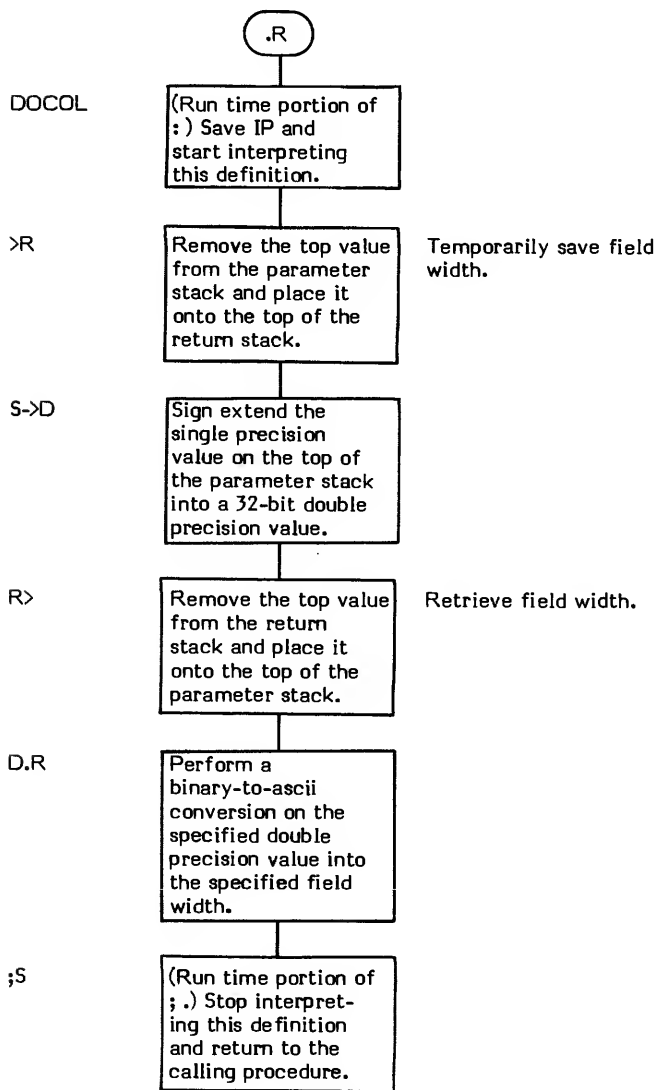 .R
DOCOL
(Run time portion of
: ) Save IP and
start interpreting
this definition.
>R
Remove the top value
from the parameter
stack and place it
onto the top of the
return stack.
Temporarily save field
width.
S->D
Sign extend the
single precision
value on the top of
the parameter stack
into a 32-bit double
precision value.
R>
Remove the top value
from the return
stack and place it
onto the top of the
parameter stack.
Retrieve field width.
D.R
Perform a
binary-to-ascii
conversion on the
specified double
precision value into
the specified field
width.
;S
(Run time portion of
; .) Stop interpret-
ing this definition
and return to the
calling procedure.